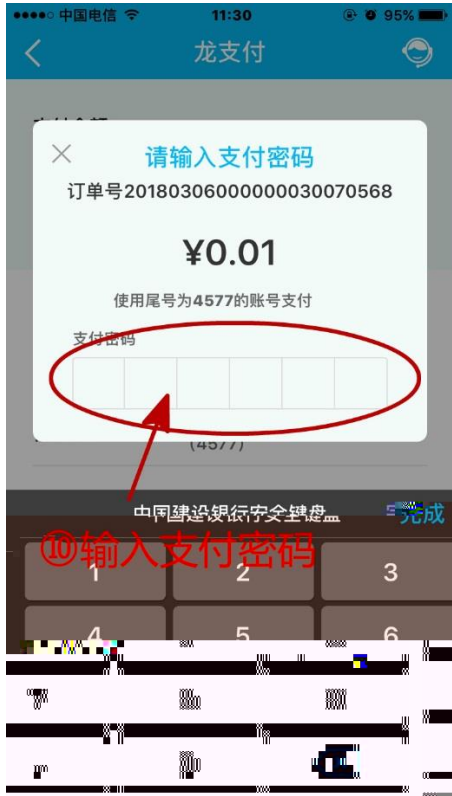 中国电信 11:30 95%
龙支付
请输入支付密码
订单号20180306000000030070568
¥0.01
使用尾号为4577的账号支付
支付密码
(4577)
中国建设银行安全键盘 完成
⑩输入支付密码
1 2 3
4 5 6